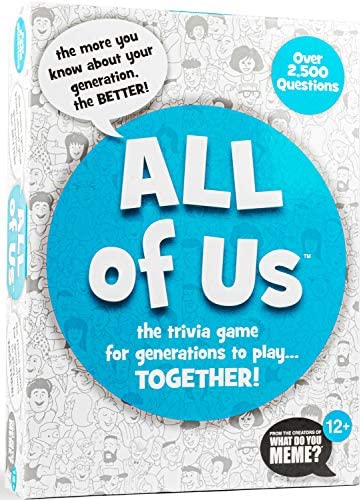 the more you
know about your
generation.
the BETTER!
Over
2,500
Questions
ALL
of Us™
the trivia game
for generations to play...
TOGETHER!
12+
FROM THE CREATORS OF
WHAT DO YOU
MEME?
ALL
of Us